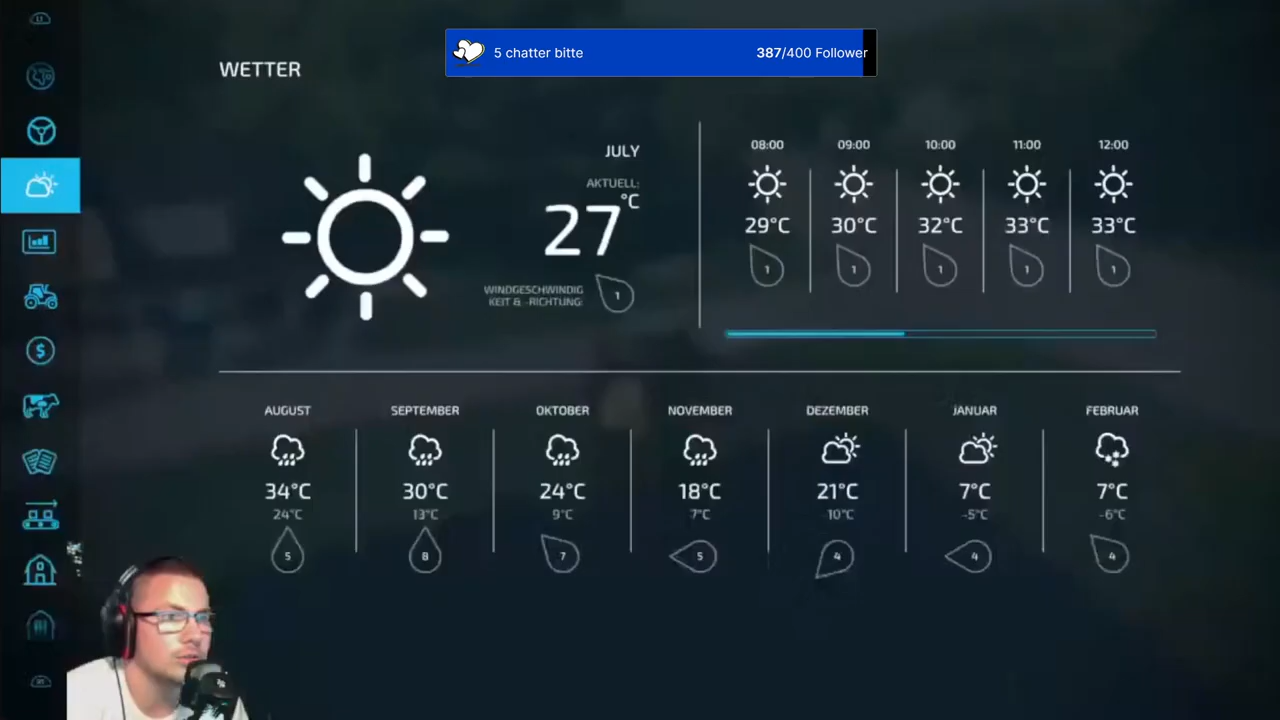 5 chatter bitte 387/400 Follower
WETTER
JULY
AKTUELL:
27 °C
WINDGESCHWINDIG
KEIT & -RICHTUNG:
1
08:00 09:00 10:00 11:00 12:00
29°C 30°C 32°C 33°C 33°C
1 1 1 1 1
AUGUST SEPTEMBER OKTOBER NOVEMBER DEZEMBER JANUAR FEBRUAR
34°C 30°C 24°C 18°C 21°C 7°C 7°C
24°C 13°C 9°C 7°C 10°C -5°C -6°C
5 8 7 5 4 4 4